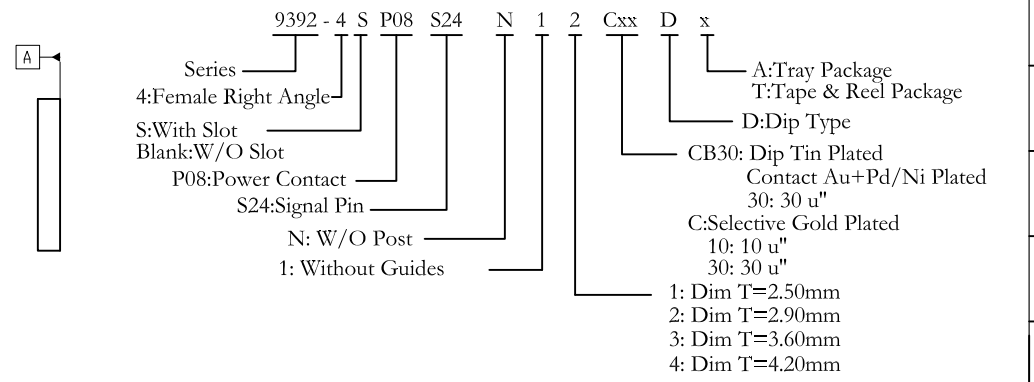 9392 - 4 S P08 S24 N 1 2 Cxx D x
A
Series
A:Tray Package
4:Female Right Angle
T:Tape & Reel Package
S:With Slot
D:Dip Type
Blank:W/O Slot
CB30: Dip Tin Plated
P08:Power Contact
Contact Au+Pd/Ni Plated
S24:Signal Pin
30: 30 u"
C:Selective Gold Plated
N: W/O Post
10: 10 u"
1: Without Guides
30: 30 u"
1: Dim T=2.50mm
2: Dim T=2.90mm
3: Dim T=3.60mm
4: Dim T=4.20mm